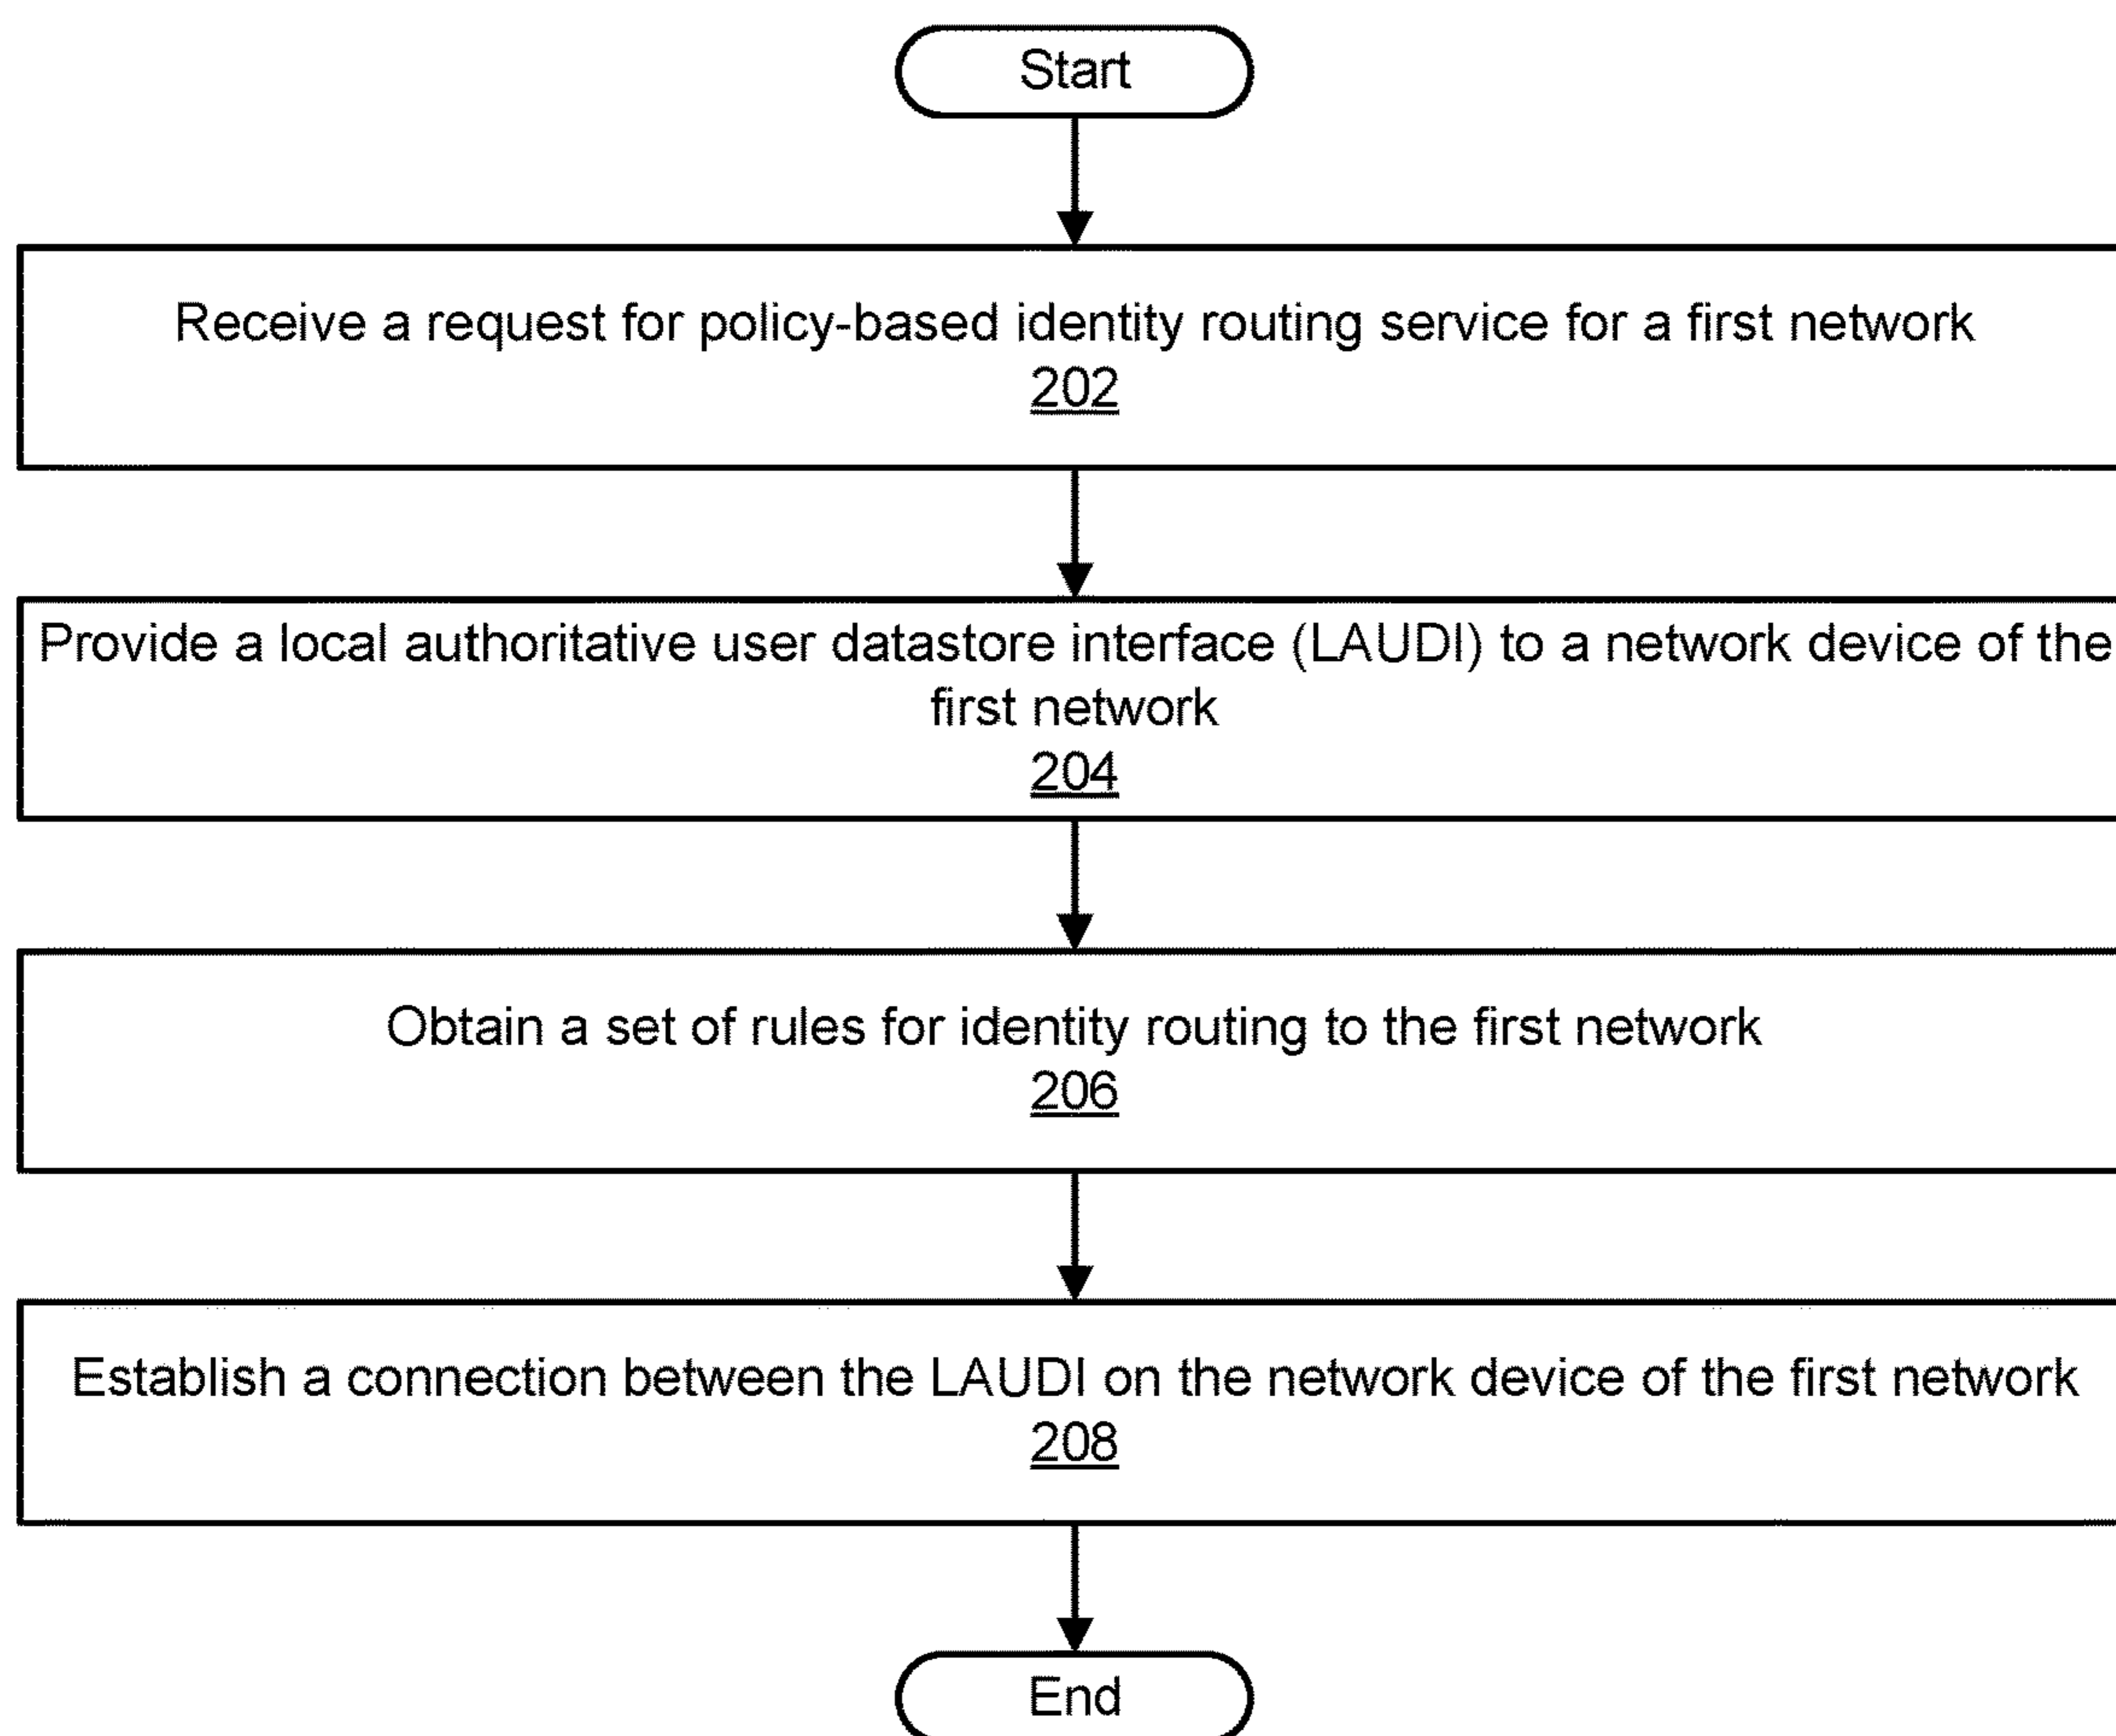 Start
Receive a request for policy-based identity routing service for a first network
202
Provide a local authoritative user datastore interface (LAUDI) to a network device of the
first network
204
Obtain a set of rules for identity routing to the first network
206
Establish a connection between the LAUDI on the network device of the first network
208
End